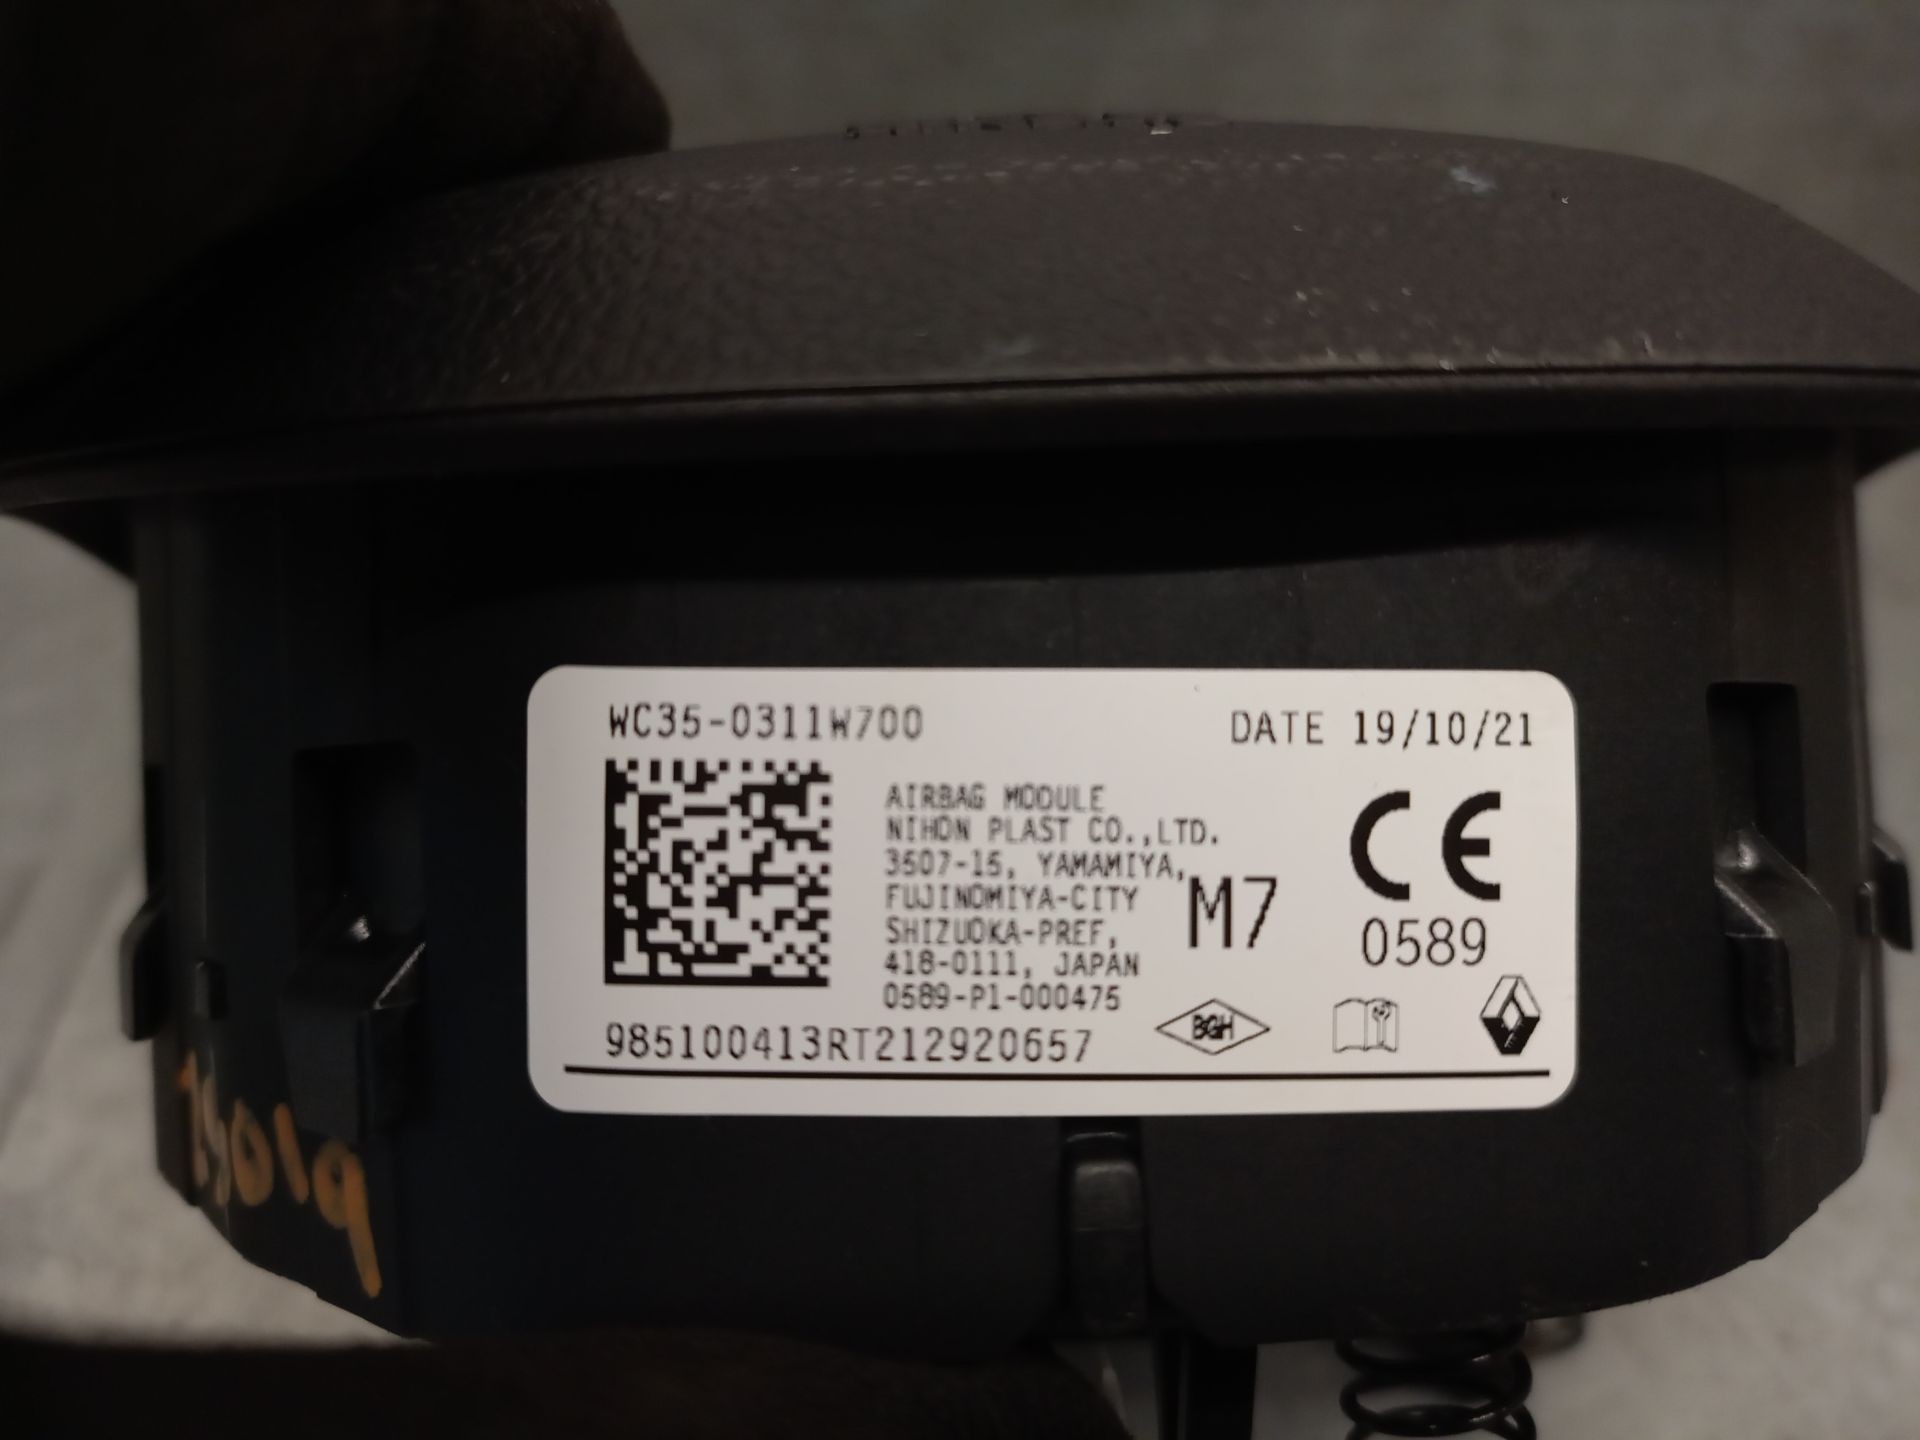 WC35-0311W700
DATE 19/10/21
AIRBAG MODULE
NIHON PLAST CO.,LTD.
3507-15, YAMAMIYA,
FUJINOMIYA-CITY
SHIZUOKA-PREF,
418-0111, JAPAN
0589-P1-000475
M7
CE
0589
985100413RT212920657
BGH